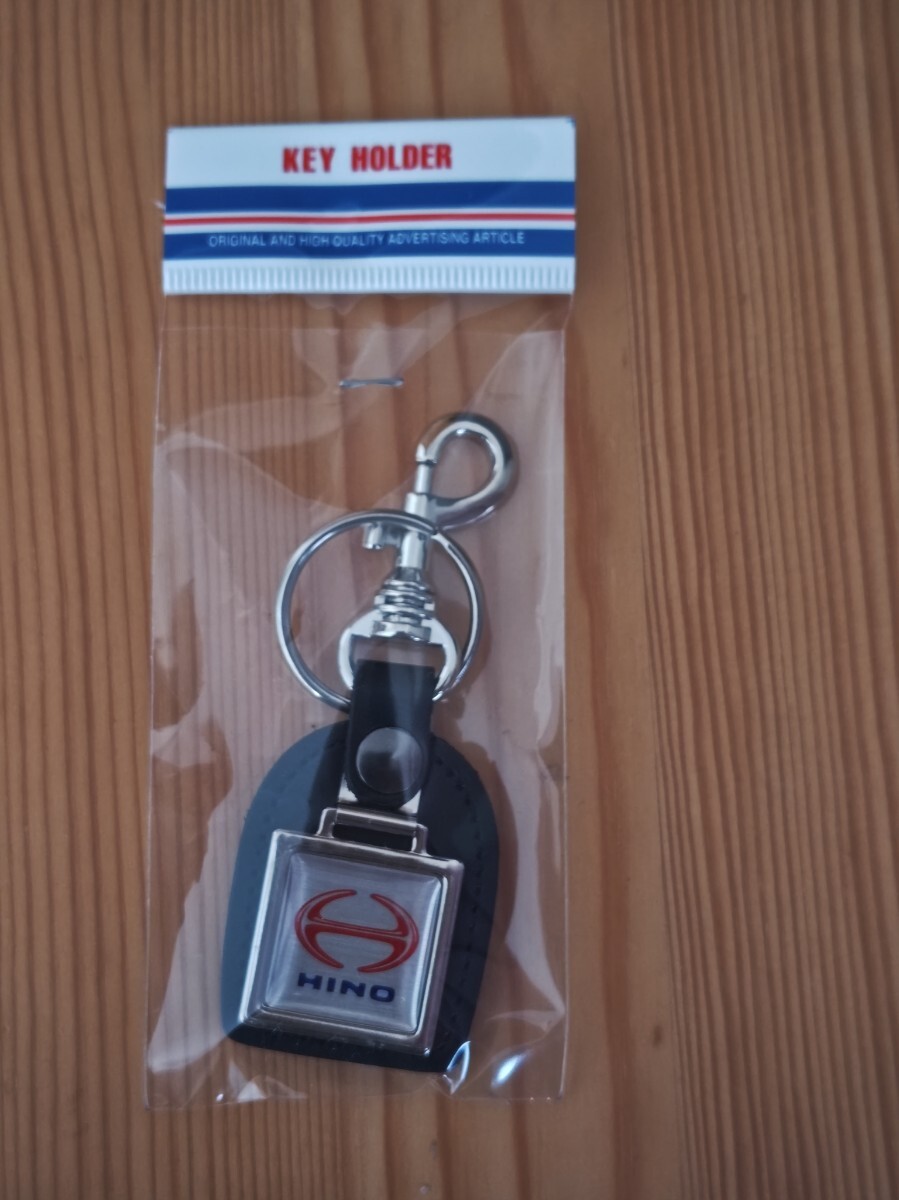 KEY HOLDER
ORIGINAL AND HIGH QUALITY ADVERTISING ARTICLE
HINO